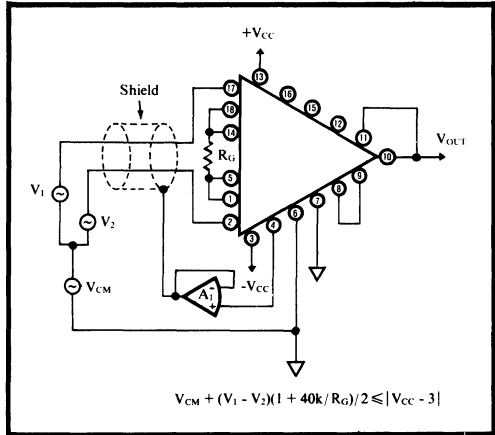 +VCC
Shield
17
13
18
16
15
14
12
11
RG
VOUT
10
5
9
V1
1
8
V2
2
7
6
3
4
A1
-
+
-VCC
VCM
VCM + (V1 - V2)(1 + 40k/RG)/2 ≤ |VCC - 3|